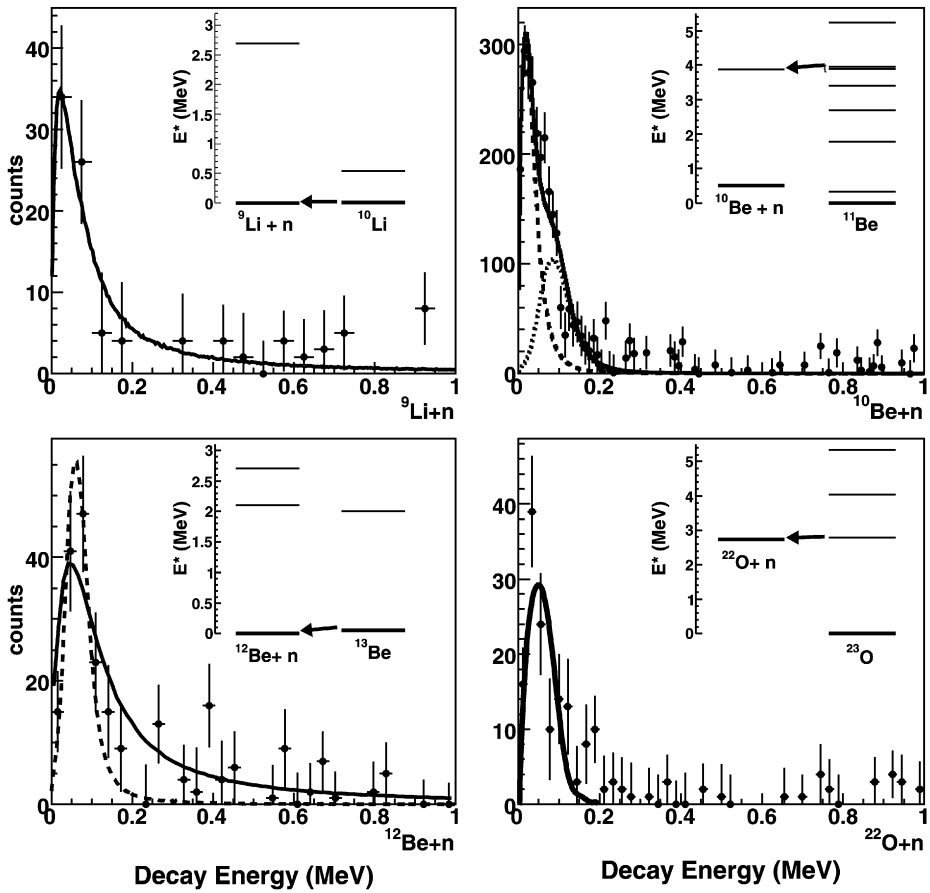 counts
40
30
20
10
0
0 0.2 0.4 0.6 0.8 1
⁹Li+n
E* (MeV)
3
2.5
2
1.5
1
0.5
0
⁹Li + n
¹⁰Li
300
200
100
0
0 0.2 0.4 0.6 0.8 1
¹⁰Be+n
E* (MeV)
5
4
3
2
1
0
¹⁰Be + n
¹¹Be
counts
40
20
0
0 0.2 0.4 0.6 0.8 1
¹²Be+n
Decay Energy (MeV)
E* (MeV)
3
2.5
2
1.5
1
0.5
0
¹²Be+ n
¹³Be
40
30
20
10
0
0 0.2 0.4 0.6 0.8 1
²²O+n
Decay Energy (MeV)
E* (MeV)
5
4
3
2
1
0
²²O+ n
²³O